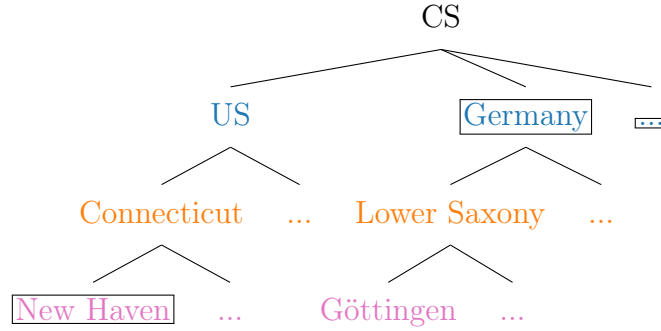 CS
US Germany ...
Connecticut ... Lower Saxony ...
New Haven ... Göttingen ...